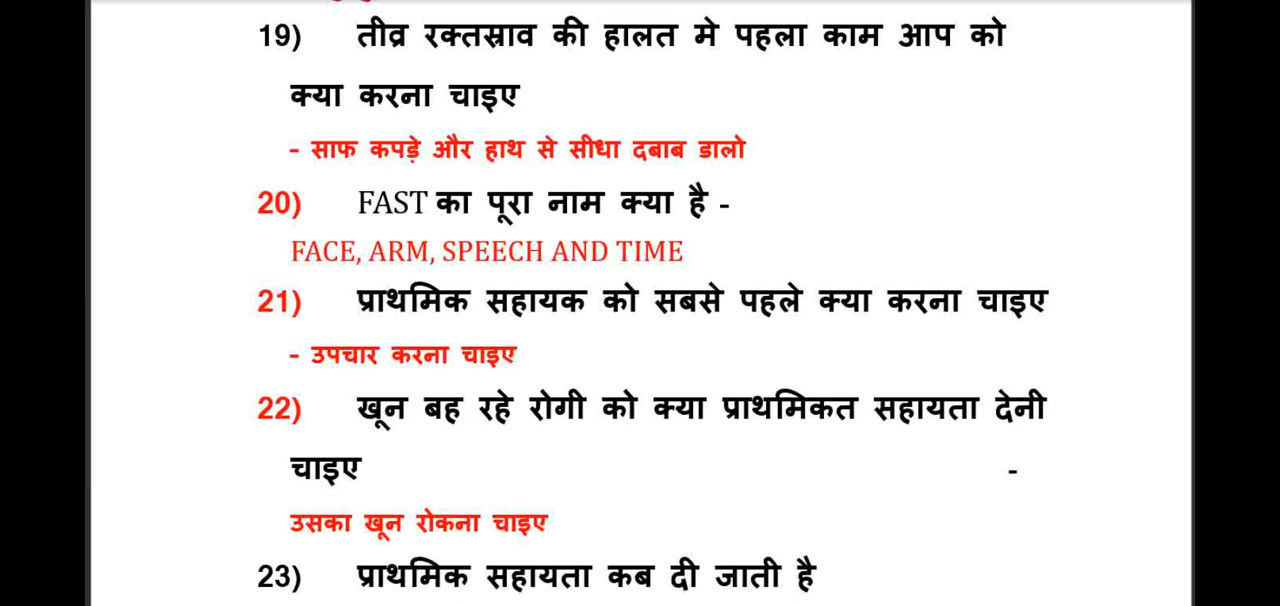 19) तीव्र रक्तस्राव की हालत मे पहला काम आप को
क्या करना चाइए
- साफ कपड़े और हाथ से सीधा दबाब डालो
20) FAST का पूरा नाम क्या है -
FACE, ARM, SPEECH AND TIME
21) प्राथमिक सहायक को सबसे पहले क्या करना चाइए
- उपचार करना चाइए
22) खून बह रहे रोगी को क्या प्राथमिकत सहायता देनी
चाइए -
उसका खून रोकना चाइए
23) प्राथमिक सहायता कब दी जाती है